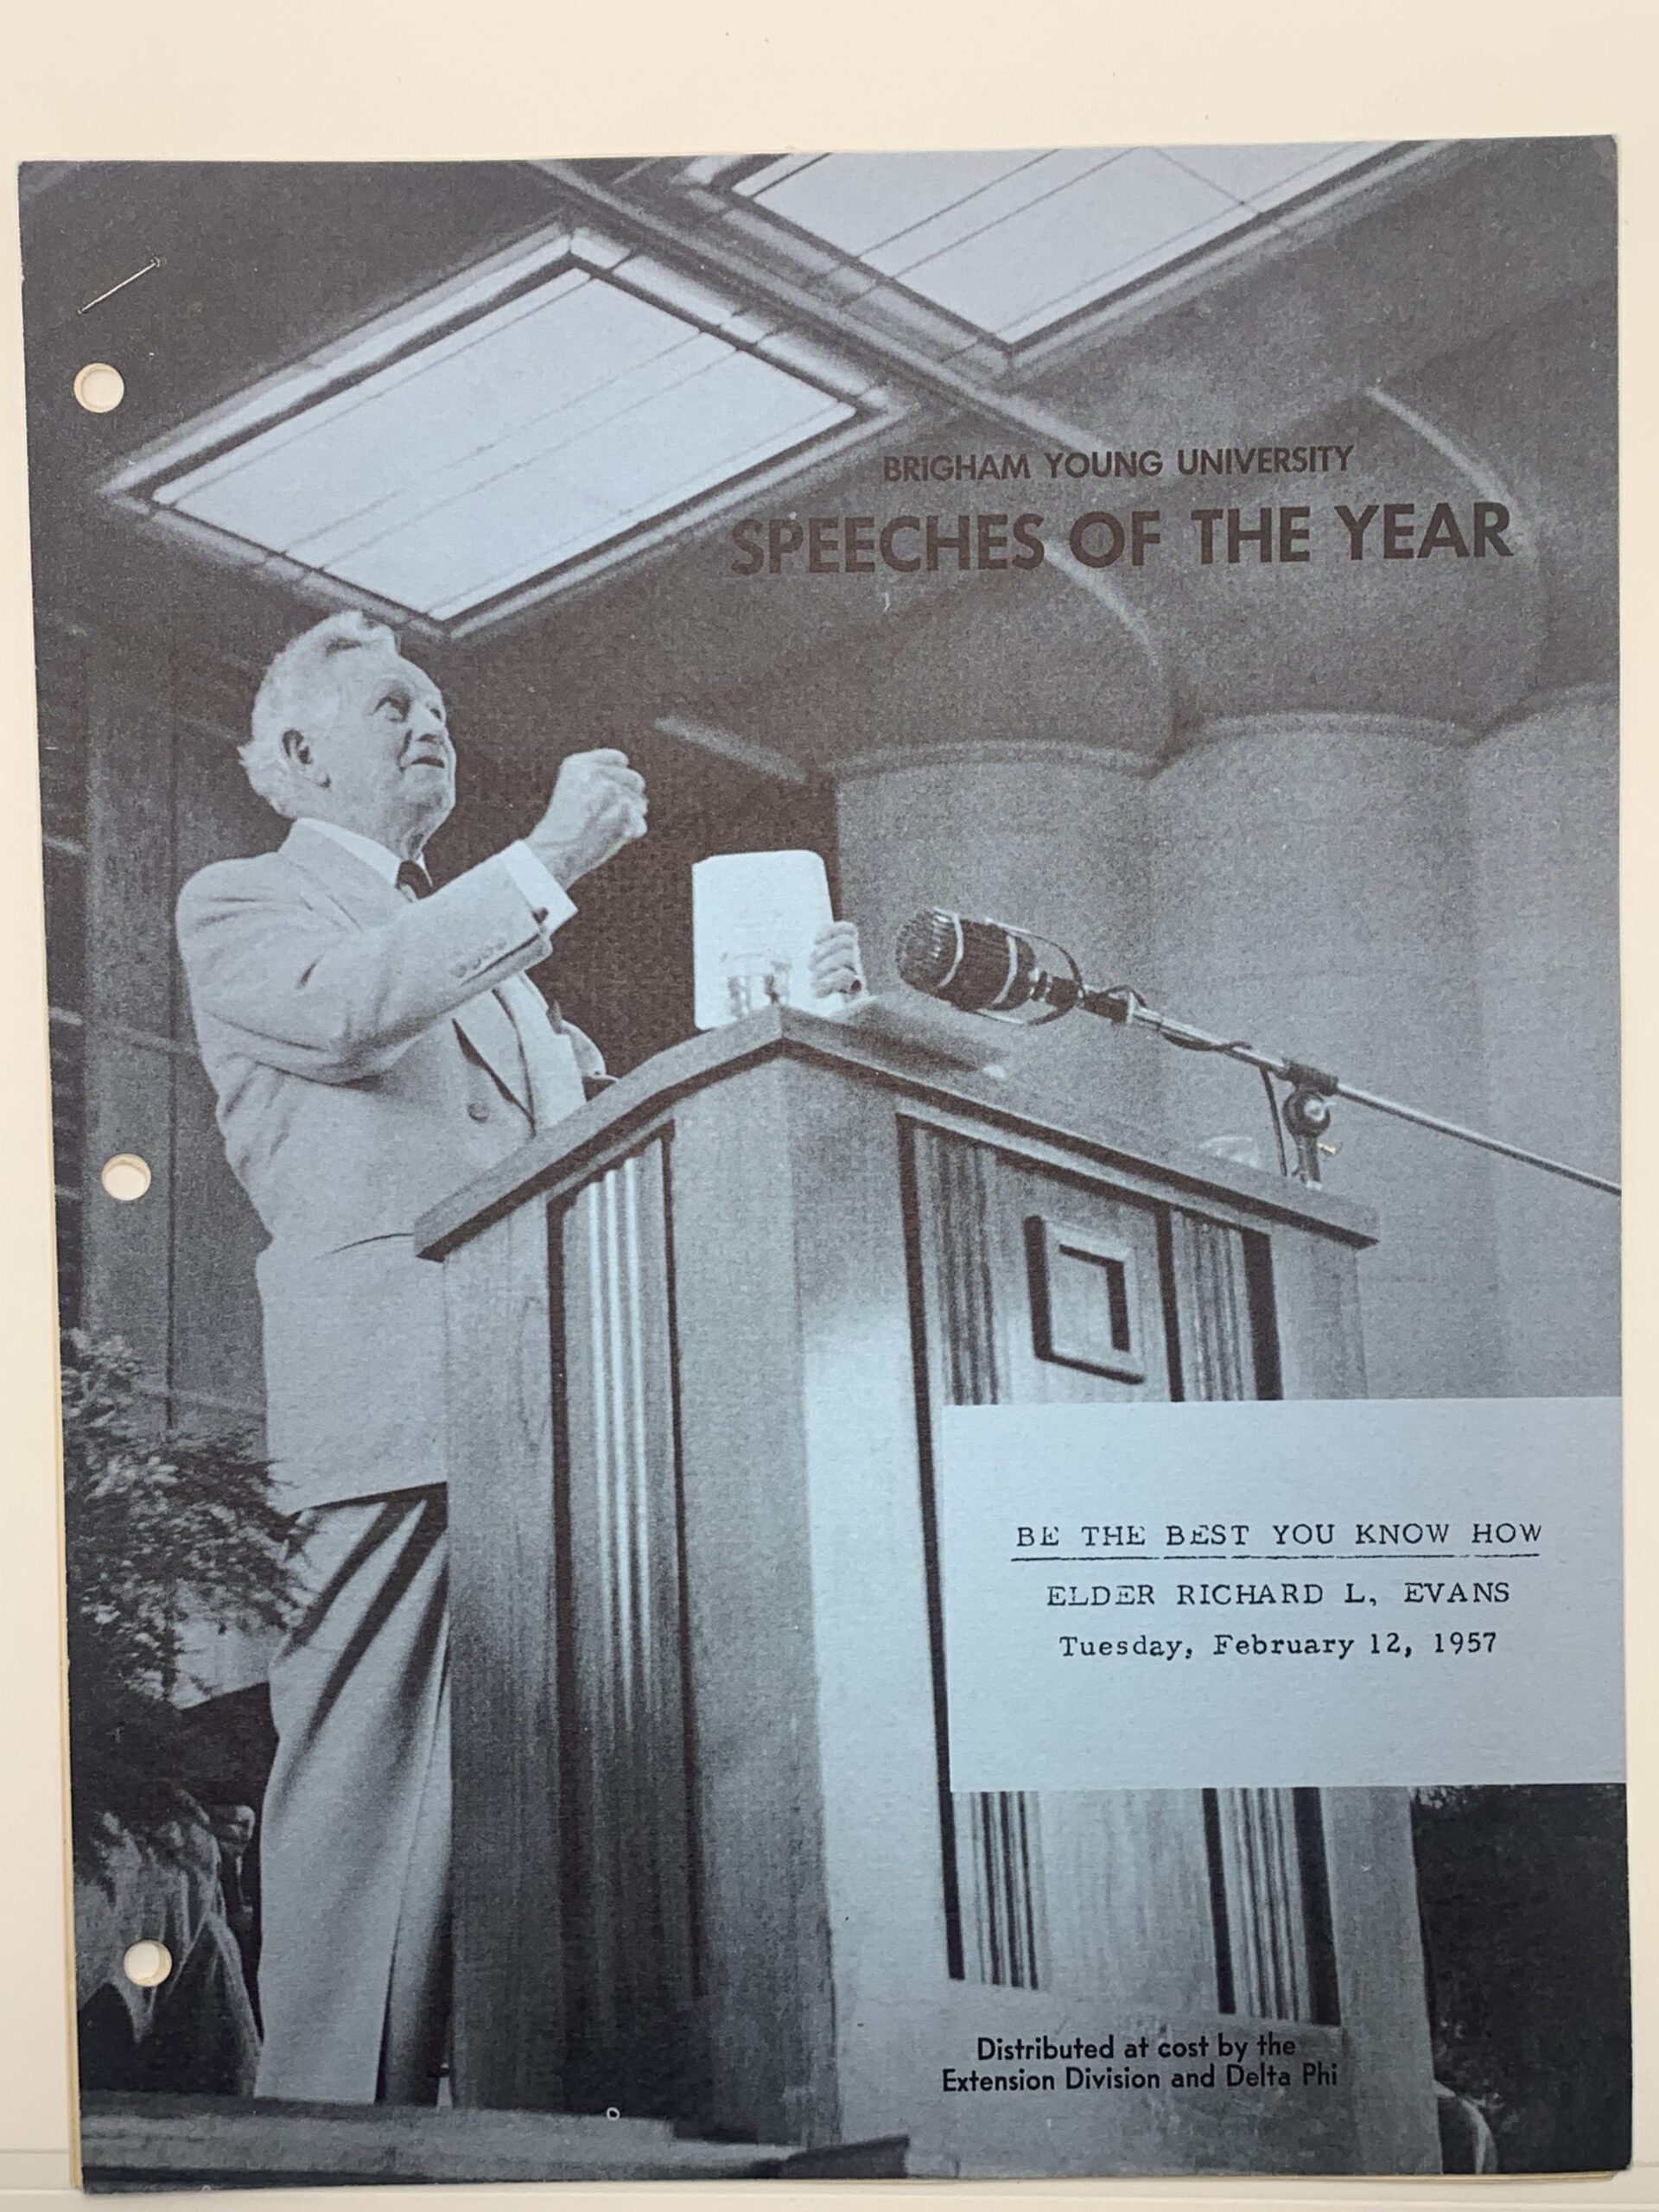 BRIGHAM YOUNG UNIVERSITY
SPEECHES OF THE YEAR
BE THE BEST YOU KNOW HOW
ELDER RICHARD L. EVANS
Tuesday, February 12, 1957
Distributed at cost by the
Extension Division and Delta Phi